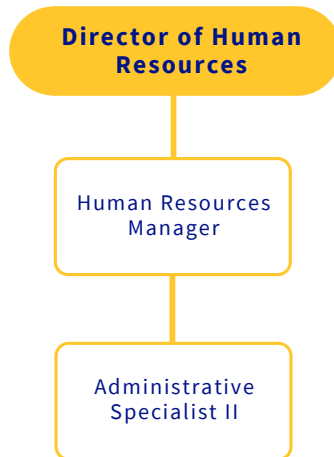 Director of Human
Resources
Human Resources
Manager
Administrative
Specialist II